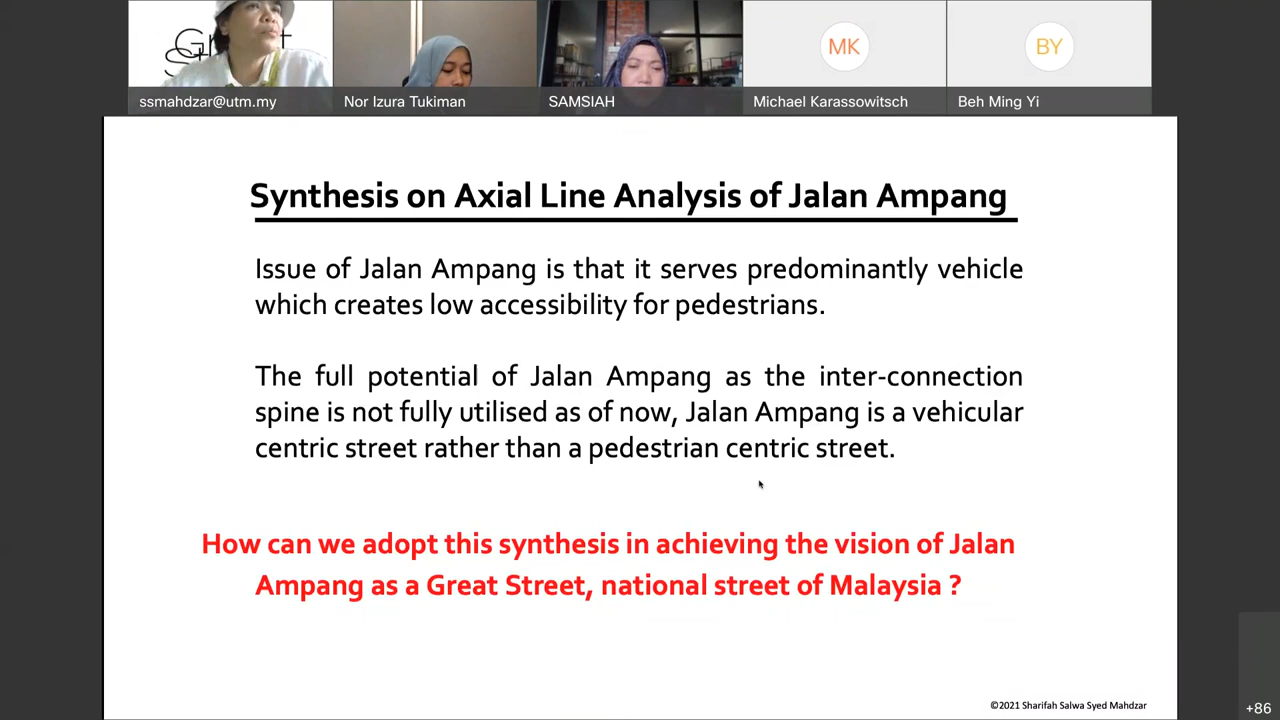 ssmahdzar@utm.my
Nor Izura Tukiman
SAMSIAH
MK
Michael Karassowitsch
BY
Beh Ming Yi
Synthesis on Axial Line Analysis of Jalan Ampang
Issue of Jalan Ampang is that it serves predominantly vehicle
which creates low accessibility for pedestrians.
The full potential of Jalan Ampang as the inter-connection
spine is not fully utilised as of now, Jalan Ampang is a vehicular
centric street rather than a pedestrian centric street.
How can we adopt this synthesis in achieving the vision of Jalan
Ampang as a Great Street, national street of Malaysia ?
©2021 Sharifah Salwa Syed Mahdzar
+86